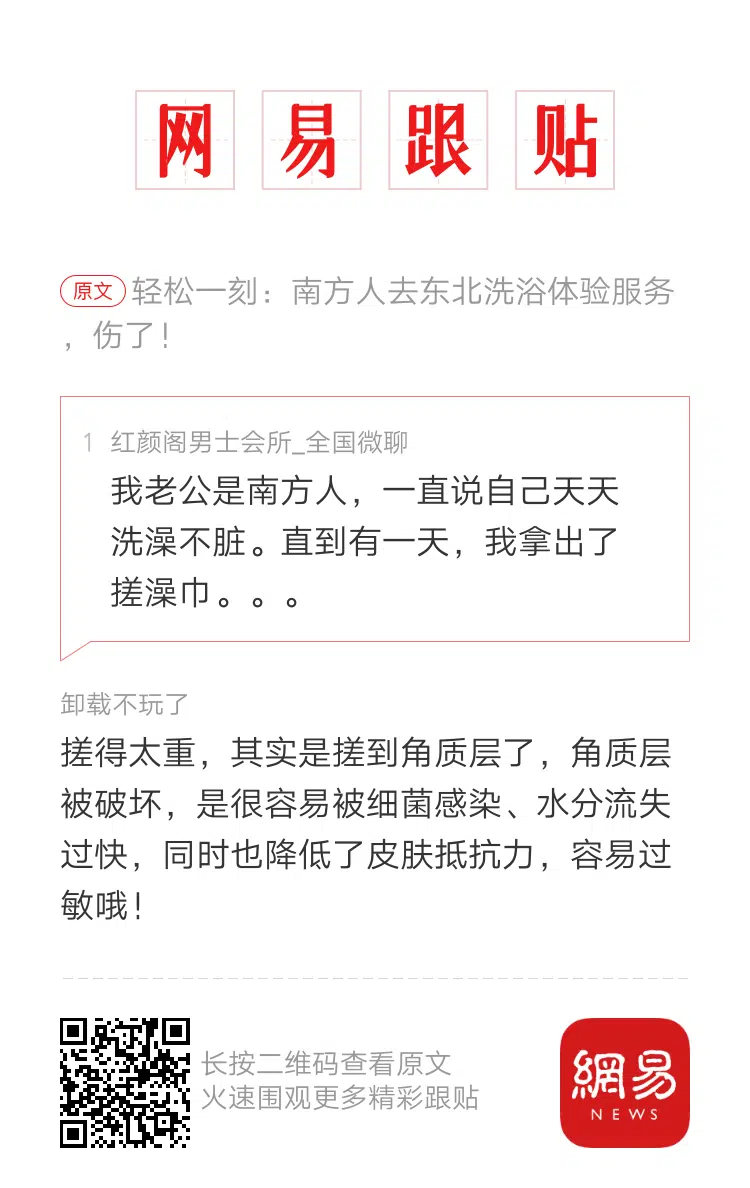 网易跟贴
原文 轻松一刻：南方人去东北洗浴体验服务
，伤了！
1 红颜阁男士会所_全国微聊
我老公是南方人，一直说自己天天
洗澡不脏。直到有一天，我拿出了
搓澡巾。。。
卸载不玩了
搓得太重，其实是搓到角质层了，角质层
被破坏，是很容易被细菌感染、水分流失
过快，同时也降低了皮肤抵抗力，容易过
敏哦！
长按二维码查看原文
火速围观更多精彩跟贴
網易
NEWS